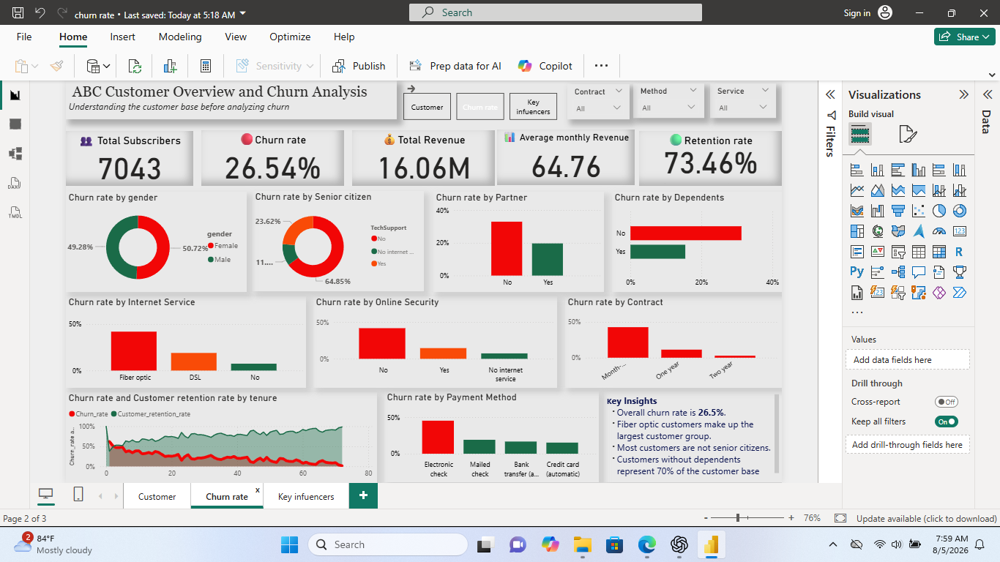 churn rate • Last saved: Today at 5:18 AM
Search
Sign in
File
Home
Insert
Modeling
View
Optimize
Help
Share
Sensitivity
Publish
Prep data for AI
Copilot
ABC Customer Overview and Churn Analysis
Understanding the customer base before analyzing churn
Customer
Churn rate
Key
infuencers
Contract
All
Method
All
Service
All
Total Subscribers
7043
Churn rate
26.54%
Total Revenue
16.06M
Average monthly Revenue
64.76
Retention rate
73.46%
Churn rate by gender
49.28%
50.72%
gender
Female
Male
Churn rate by Senior citizen
23.62%
11....
64.85%
TechSupport
No
No internet ...
Yes
Churn rate by Partner
40%
20%
0%
No
Yes
Churn rate by Dependents
No
Yes
0%
20%
40%
Churn rate by Internet Service
50%
0%
Fiber optic
DSL
No
Churn rate by Online Security
50%
0%
No
Yes
No internet
service
Churn rate by Contract
50%
0%
Month-...
One year
Two year
Churn rate and Customer retention rate by tenure
Churn_rate
Customer_retention_rate
Churn_rate a...
100%
50%
0%
0
20
40
60
80
Churn rate by Payment Method
50%
0%
Electronic
check
Mailed
check
Bank
transfer (a...
Credit card
(automatic)
Key Insights
• Overall churn rate is 26.5%.
• Fiber optic customers make up the
largest customer group.
• Most customers are not senior citizens.
• Customers without dependents
represent 70% of the customer base
Filters
Visualizations
Build visual
Values
Add data fields here
Drill through
Cross-report
Off
Keep all filters
On
Add drill-through fields here
Data
DAX
TMDL
123
R
Py
123
Customer
Churn rate
x
Key infuencers
+
Page 2 of 3
-
+
76%
Update available (click to download)
2
84°F
Mostly cloudy
Search
7:59 AM
8/5/2026